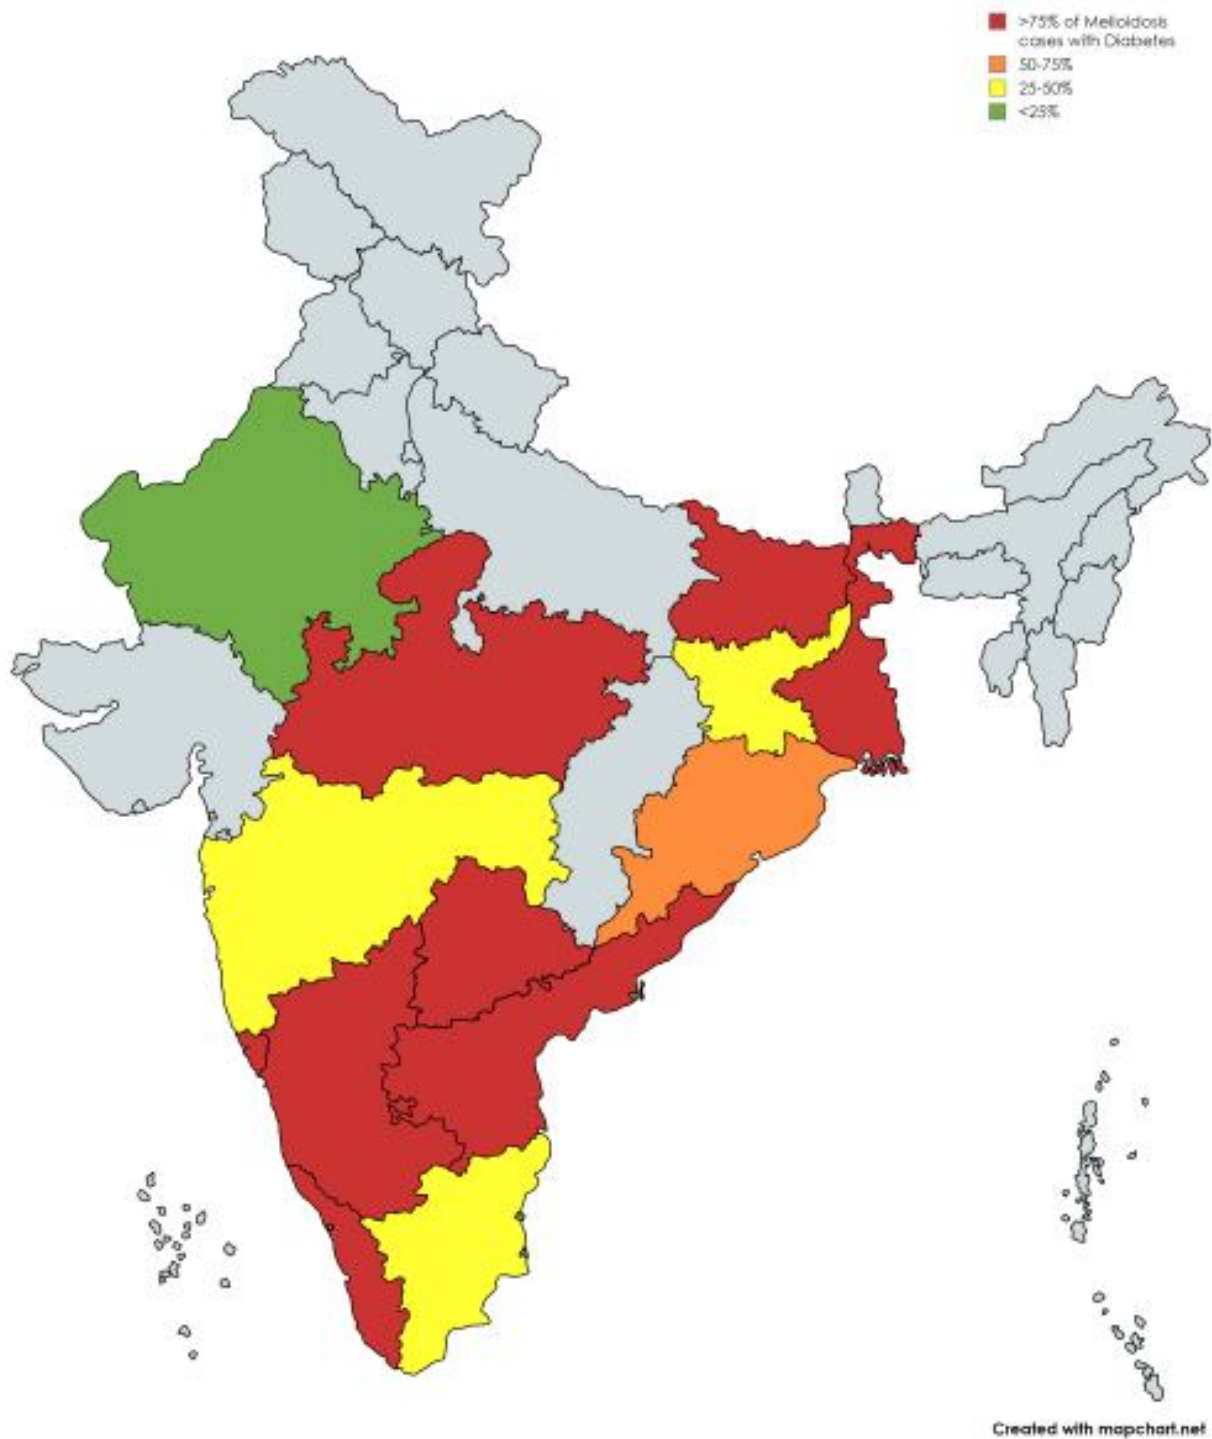 >75% of Melioidosis
cases with Diabetes
50-75%
25-50%
<25%
Created with mapchart.net